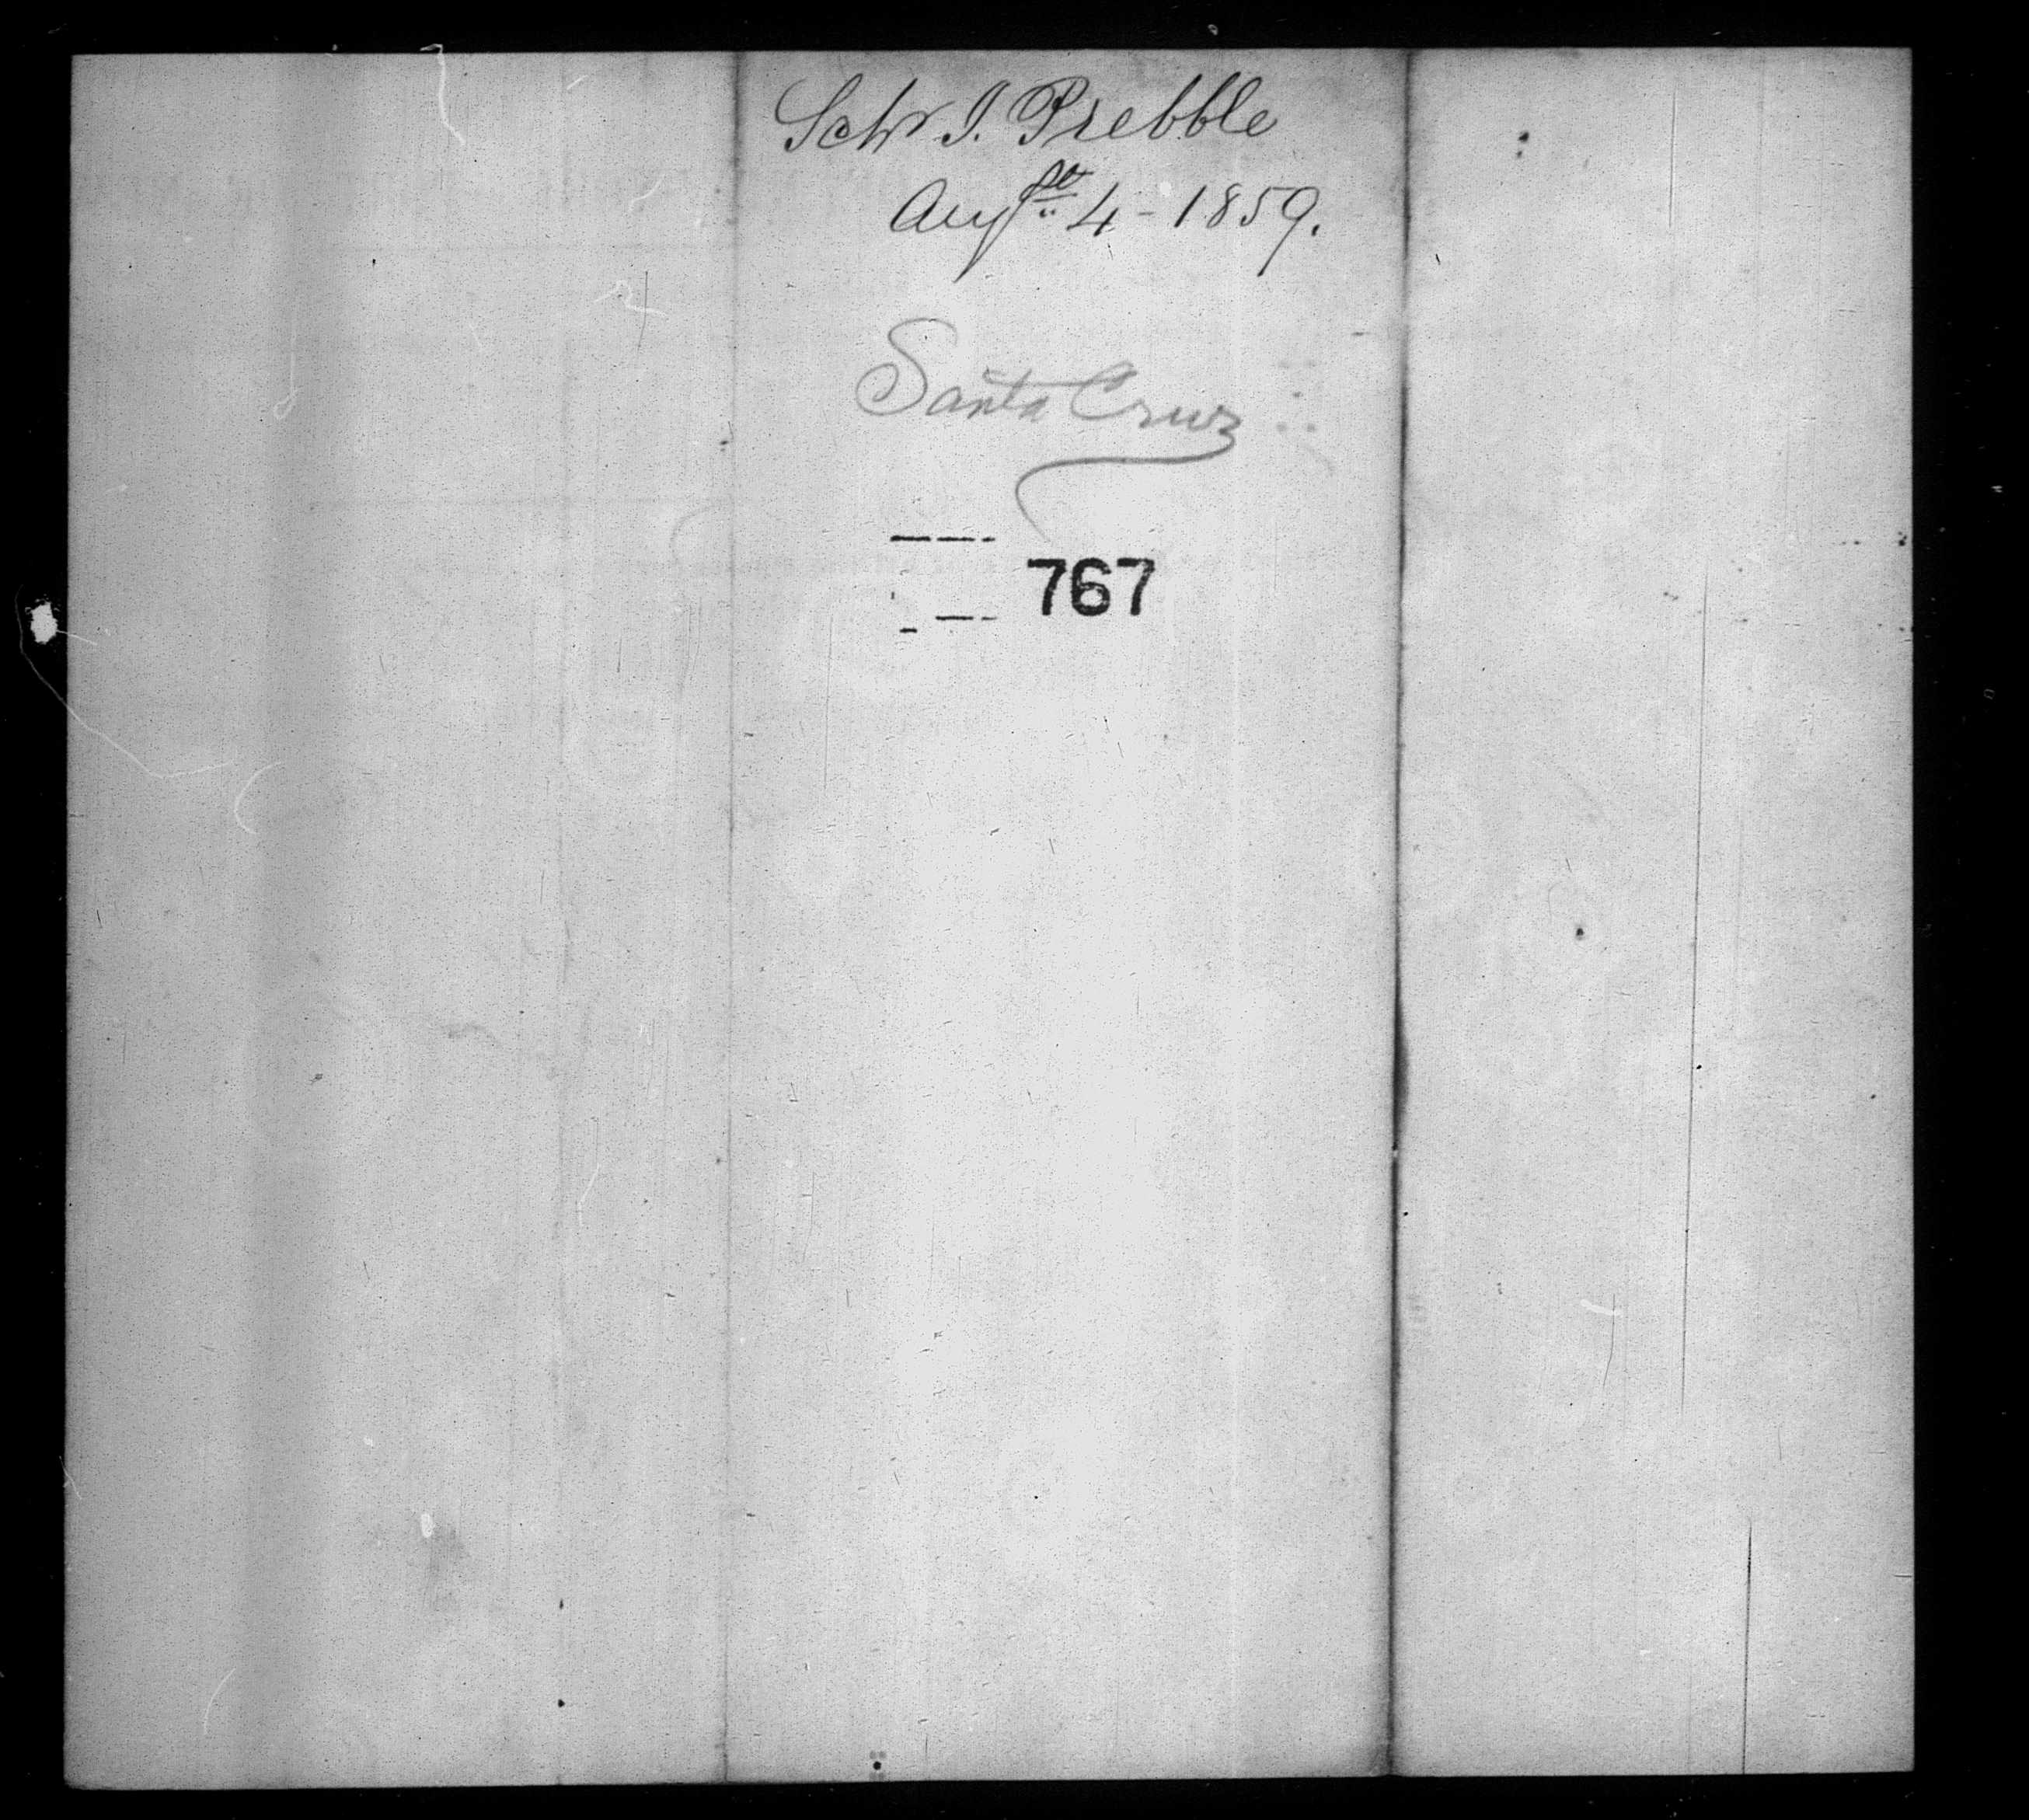 Schr J. Prebble
Augst 4 - 1859.
Santa Cruz
767